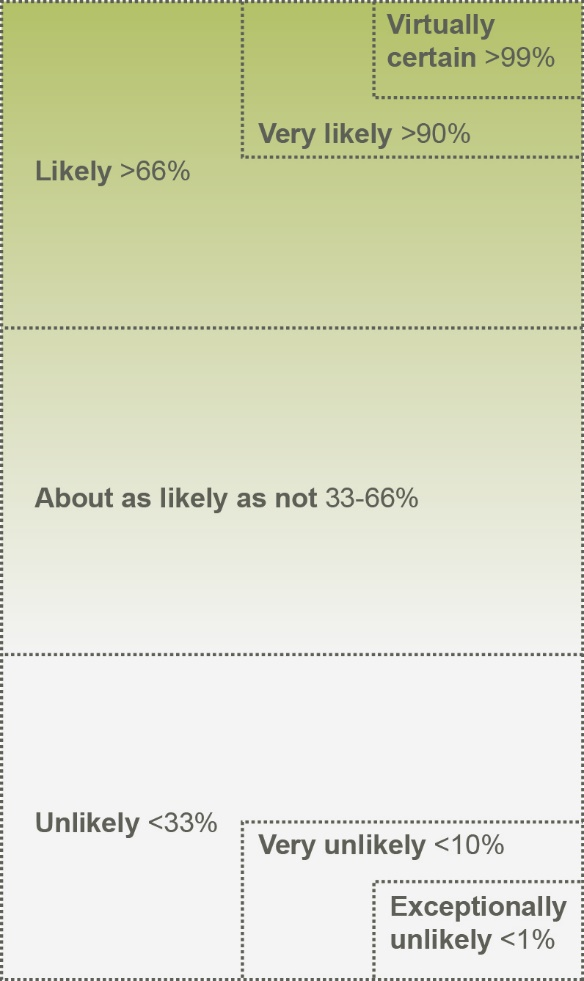 Virtually
certain >99%
Very likely >90%
Likely >66%
About as likely as not 33-66%
Unlikely <33%
Very unlikely <10%
Exceptionally
unlikely <1%